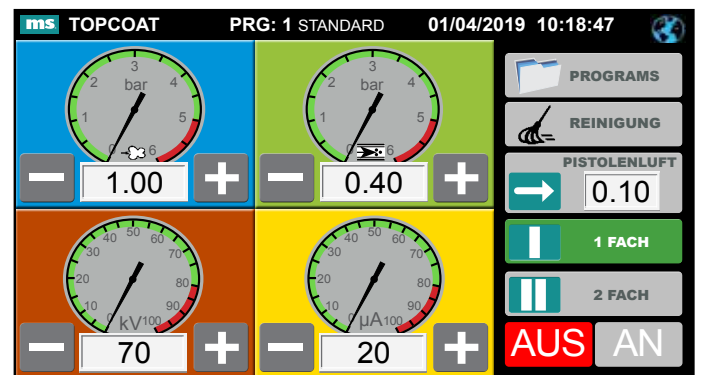 ms TOPCOAT PRG: 1 STANDARD 01/04/2019 10:18:47
0 1 2 3 4 5 6
bar
1.00
0 1 2 3 4 5 6
bar
0.40
PROGRAMS
REINIGUNG
PISTOLENLUFT
0.10
0 10 20 30 40 50 60 70 80 90 100
kV
70
0 10 20 30 40 50 60 70 80 90 100
µA
20
1 FACH
2 FACH
AUS AN